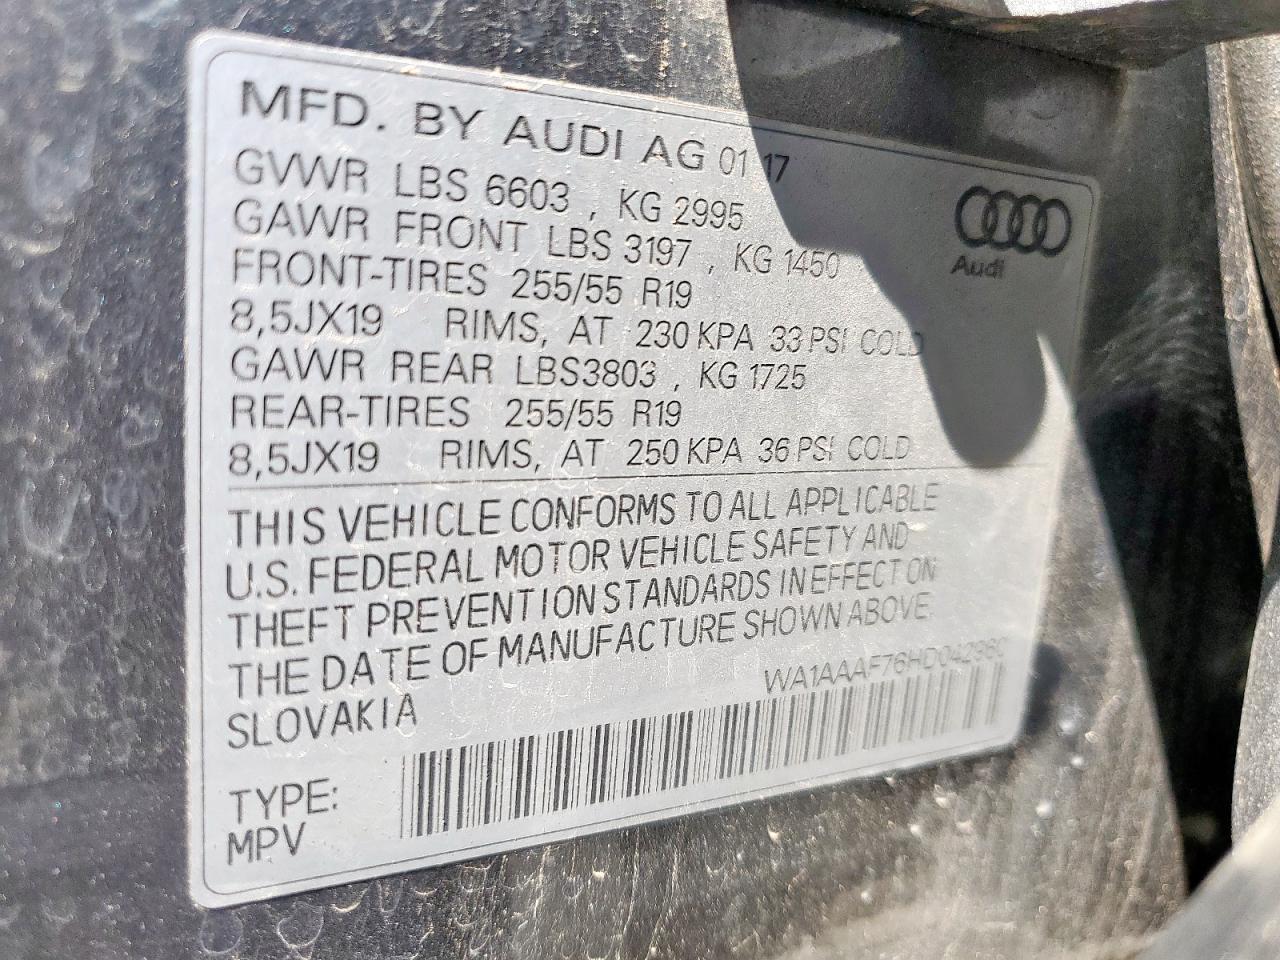 MFD. BY AUDI AG 01 17
GVWR LBS 6603 , KG 2995
GAWR FRONT LBS 3197 , KG 1450
FRONT-TIRES 255/55 R19
8,5JX19 RIMS, AT 230 KPA 33 PSI COLD
GAWR REAR LBS3803 , KG 1725
REAR-TIRES 255/55 R19
8,5JX19 RIMS, AT 250 KPA 36 PSI COLD
Audi
THIS VEHICLE CONFORMS TO ALL APPLICABLE
U.S. FEDERAL MOTOR VEHICLE SAFETY AND
THEFT PREVENTION STANDARDS IN EFFECT ON
THE DATE OF MANUFACTURE SHOWN ABOVE.
SLOVAKIA
TYPE:
MPV